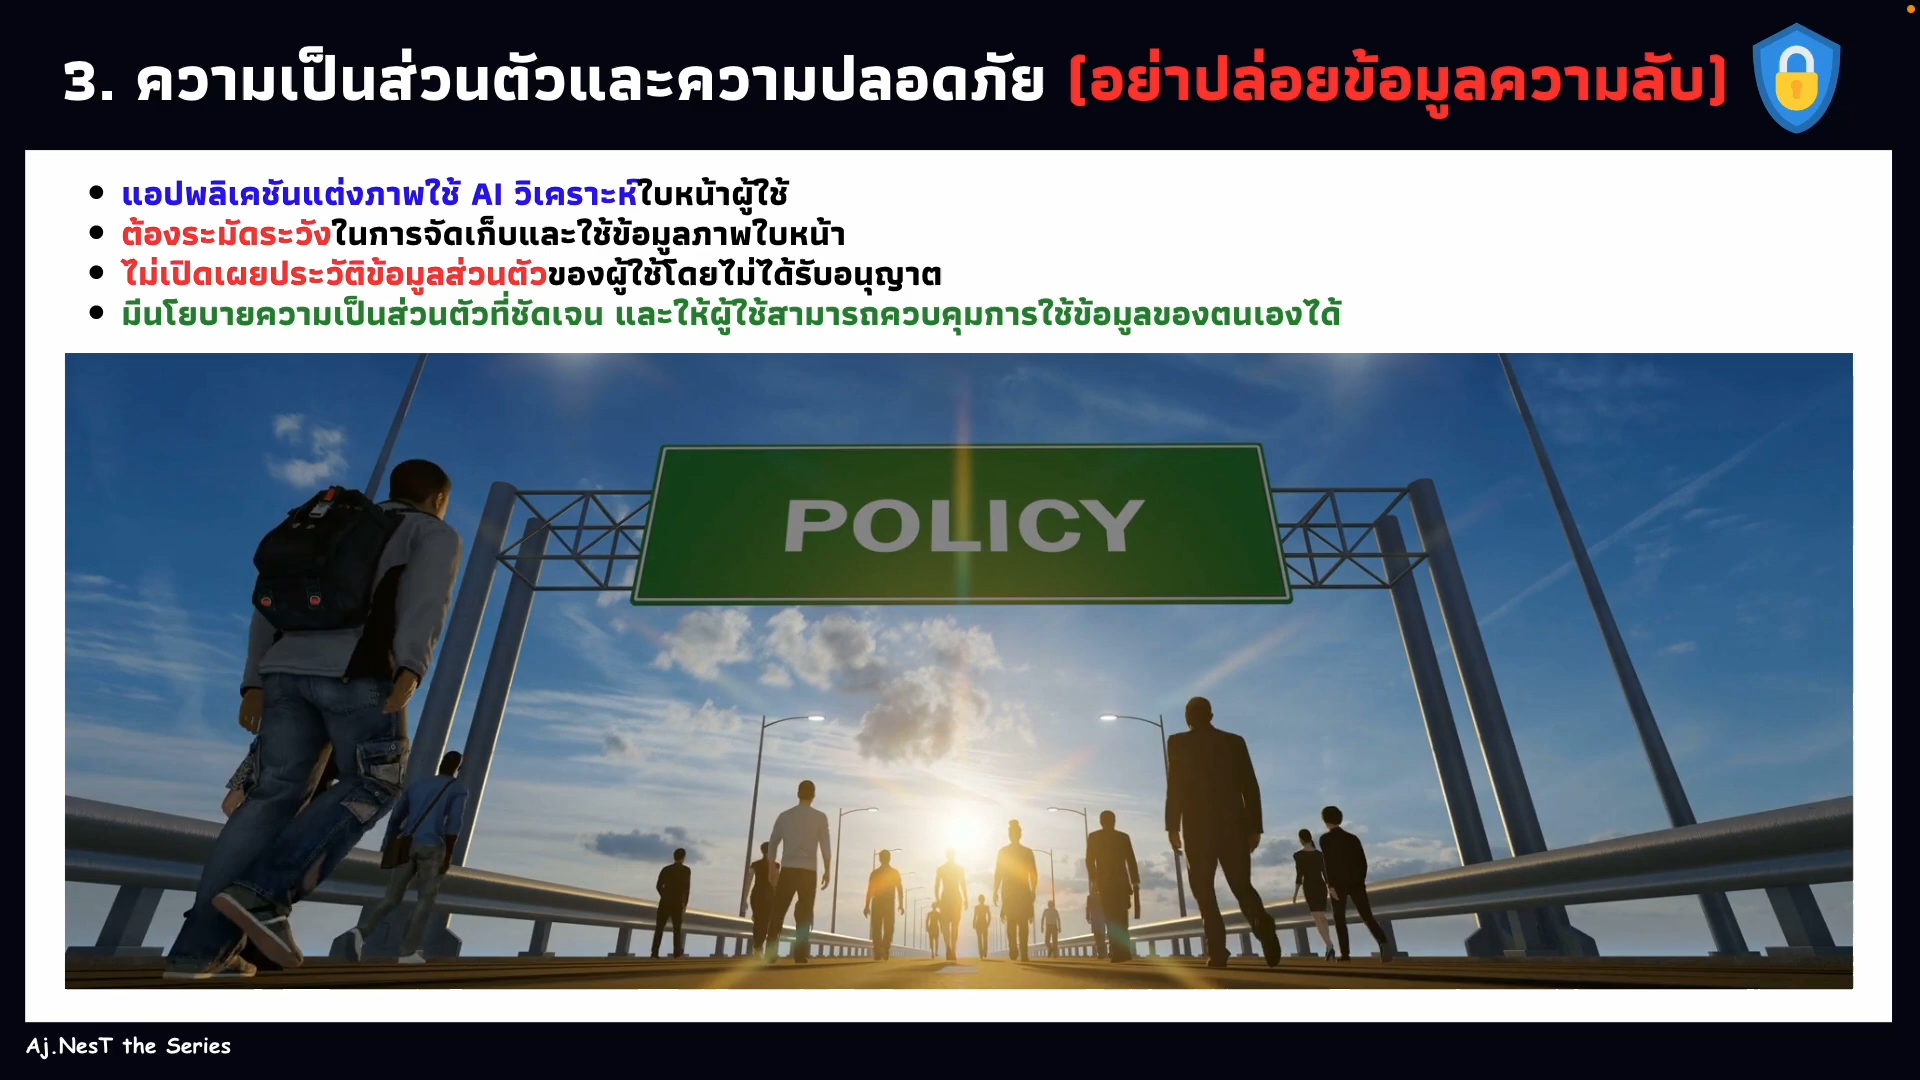 3. ความเป็นส่วนตัวและความปลอดภัย (อย่าปล่อยข้อมูลความลับ)
• แอปพลิเคชันแต่งภาพใช้ AI วิเคราะห์ใบหน้าผู้ใช้
• ต้องระมัดระวังในการจัดเก็บและใช้ข้อมูลภาพใบหน้า
• ไม่เปิดเผยประวัติข้อมูลส่วนตัวของผู้ใช้โดยไม่ได้รับอนุญาต
• มีนโยบายความเป็นส่วนตัวที่ชัดเจน และให้ผู้ใช้สามารถควบคุมการใช้ข้อมูลของตนเองได้
POLICY
Aj.NesT the Series